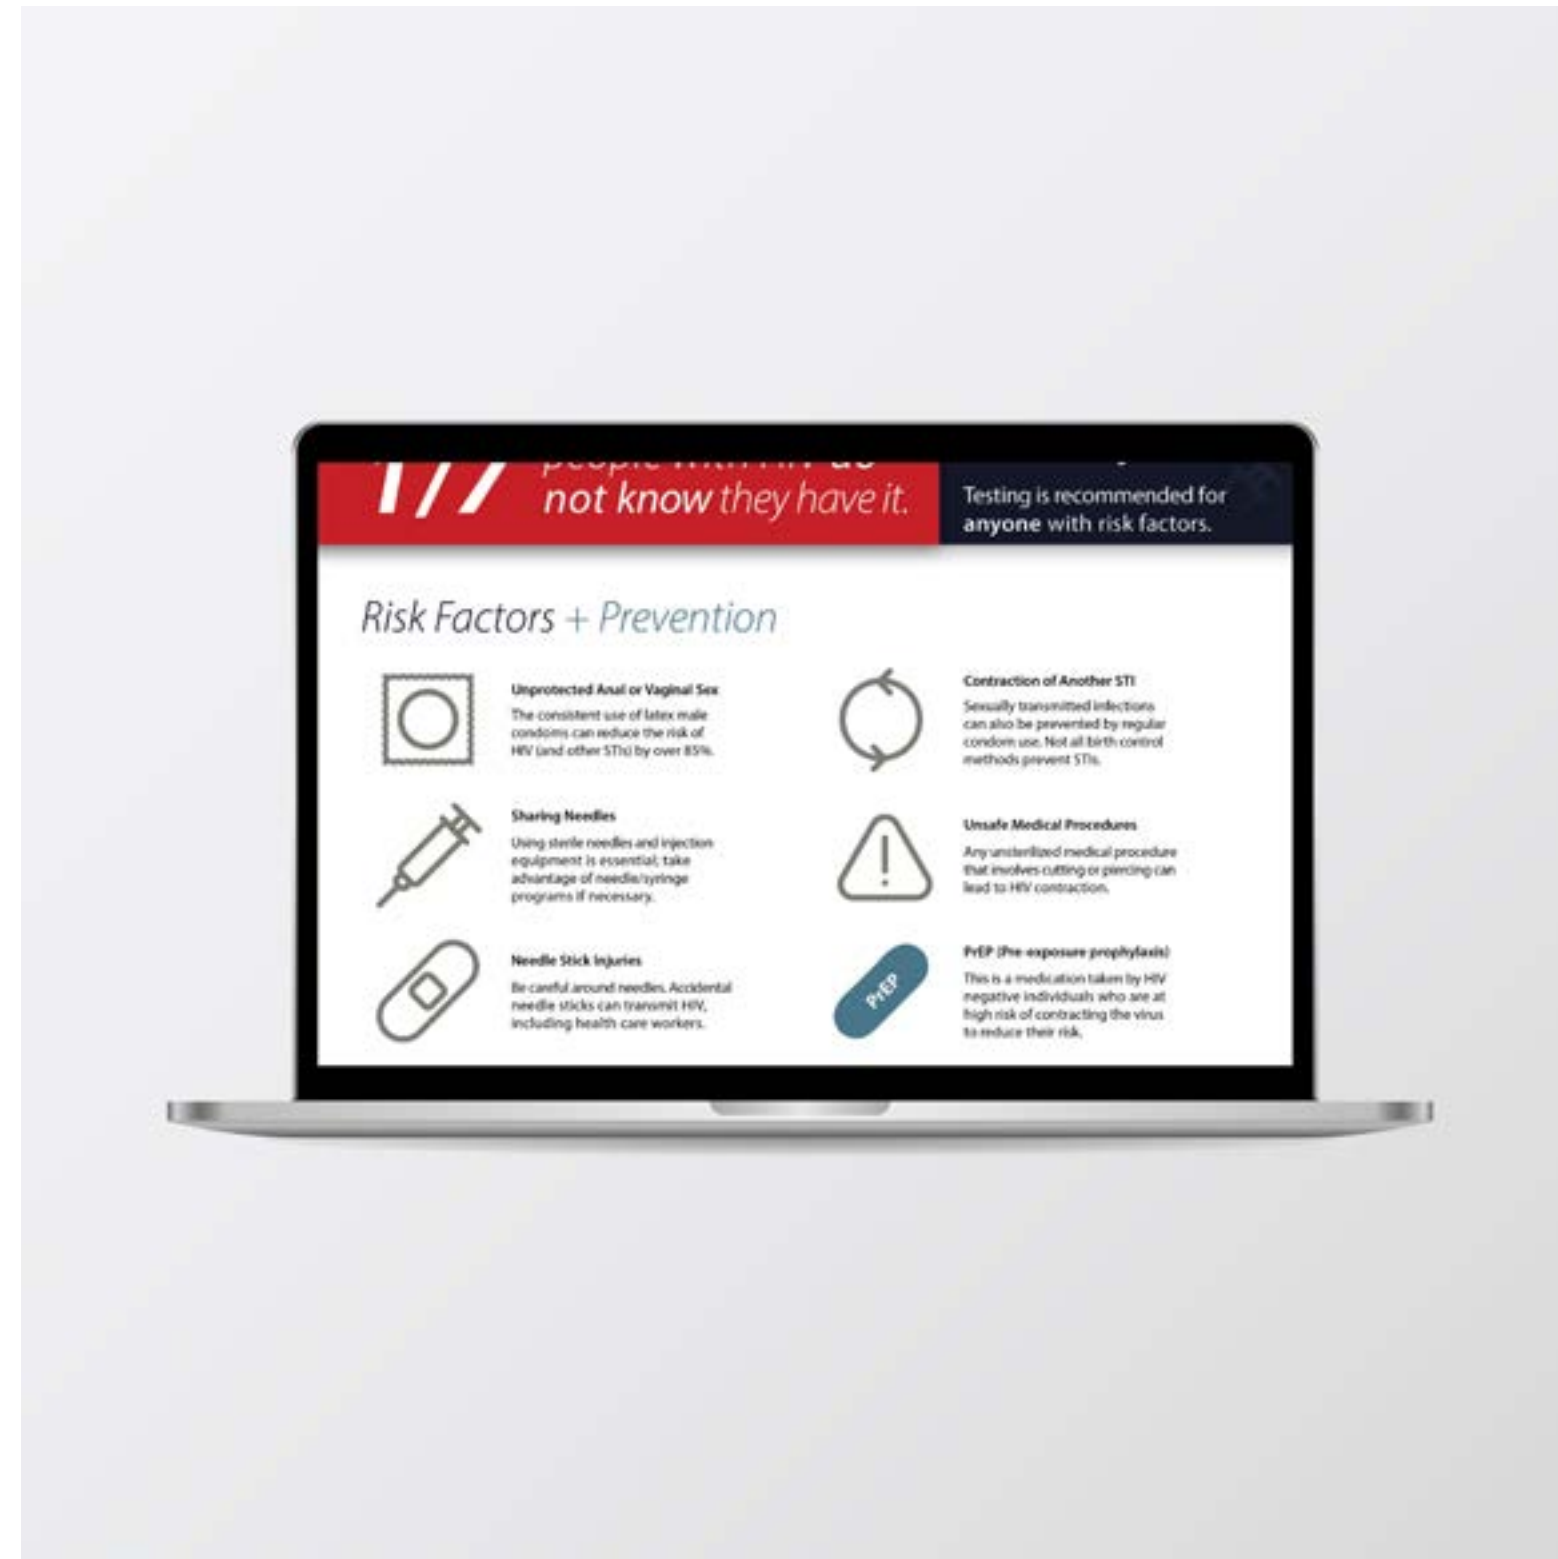 1/7
people with HIV do
not know they have it.
Testing is recommended for
anyone with risk factors.
Risk Factors + Prevention
Unprotected Anal or Vaginal Sex
The consistent use of latex male
condoms can reduce the risk of
HIV (and other STIs) by over 85%.
Sharing Needles
Using sterile needles and injection
equipment is essential; take
advantage of needle/syringe
programs if necessary.
Needle Stick Injuries
Be careful around needles. Accidental
needle sticks can transmit HIV,
including health care workers.
Contraction of Another STI
Sexually transmitted infections
can also be prevented by regular
condom use. Not all birth control
methods prevent STIs.
Unsafe Medical Procedures
Any unsterilized medical procedure
that involves cutting or piercing can
lead to HIV contraction.
PrEP
PrEP (Pre-exposure prophylaxis)
This is a medication taken by HIV
negative individuals who are at
high risk of contracting the virus
to reduce their risk.